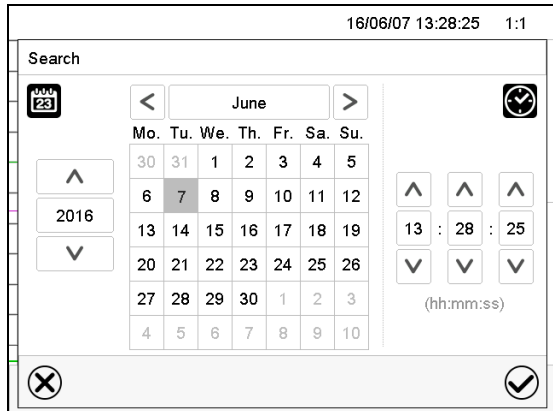 16/06/07 13:28:25 1:1
Search
23
< June >
Mo. Tu. We. Th. Fr. Sa. Su.
30 31 1 2 3 4 5
6 7 8 9 10 11 12
2016
13 14 15 16 17 18 19
13 : 28 : 25
20 21 22 23 24 25 26
27 28 29 30 1 2 3
(hh:mm:ss)
4 5 6 7 8 9 10